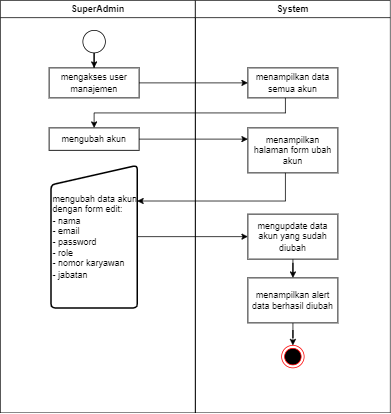 SuperAdmin
System
mengakses user
manajemen
menampilkan data
semua akun
mengubah akun
menampilkan
halaman form ubah
akun
mengubah data akun
dengan form edit:
- nama
- email
- password
- role
- nomor karyawan
- jabatan
mengupdate data
akun yang sudah
diubah
menampilkan alert
data berhasil diubah